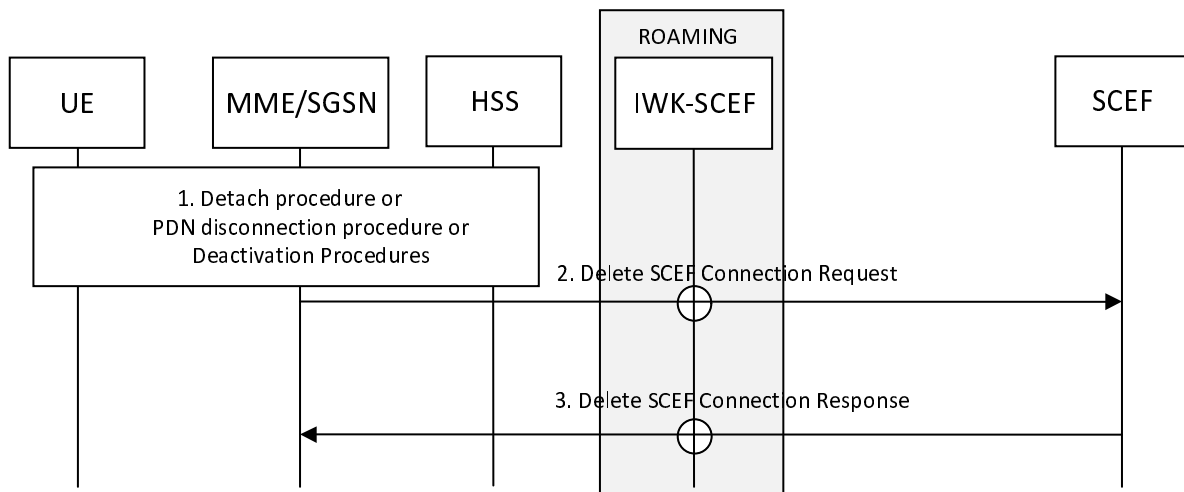 ROAMING
UE
MME/SGSN
HSS
IWK-SCEF
SCEF
1. Detach procedure or
PDN disconnection procedure or
Deactivation Procedures
2. Delete SCEF Connection Request
3. Delete SCEF Connection Response